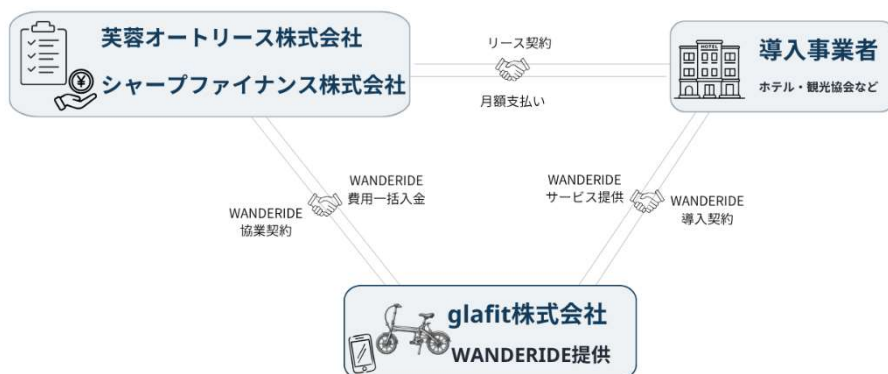 芙蓉オートリース株式会社
シャープファイナンス株式会社
リース契約
月額支払い
HOTEL
導入事業者
ホテル・観光協会など
WANDERIDE
費用一括入金
WANDERIDE
協業契約
WANDERIDE
サービス提供
WANDERIDE
導入契約
glafit株式会社
WANDERIDE提供